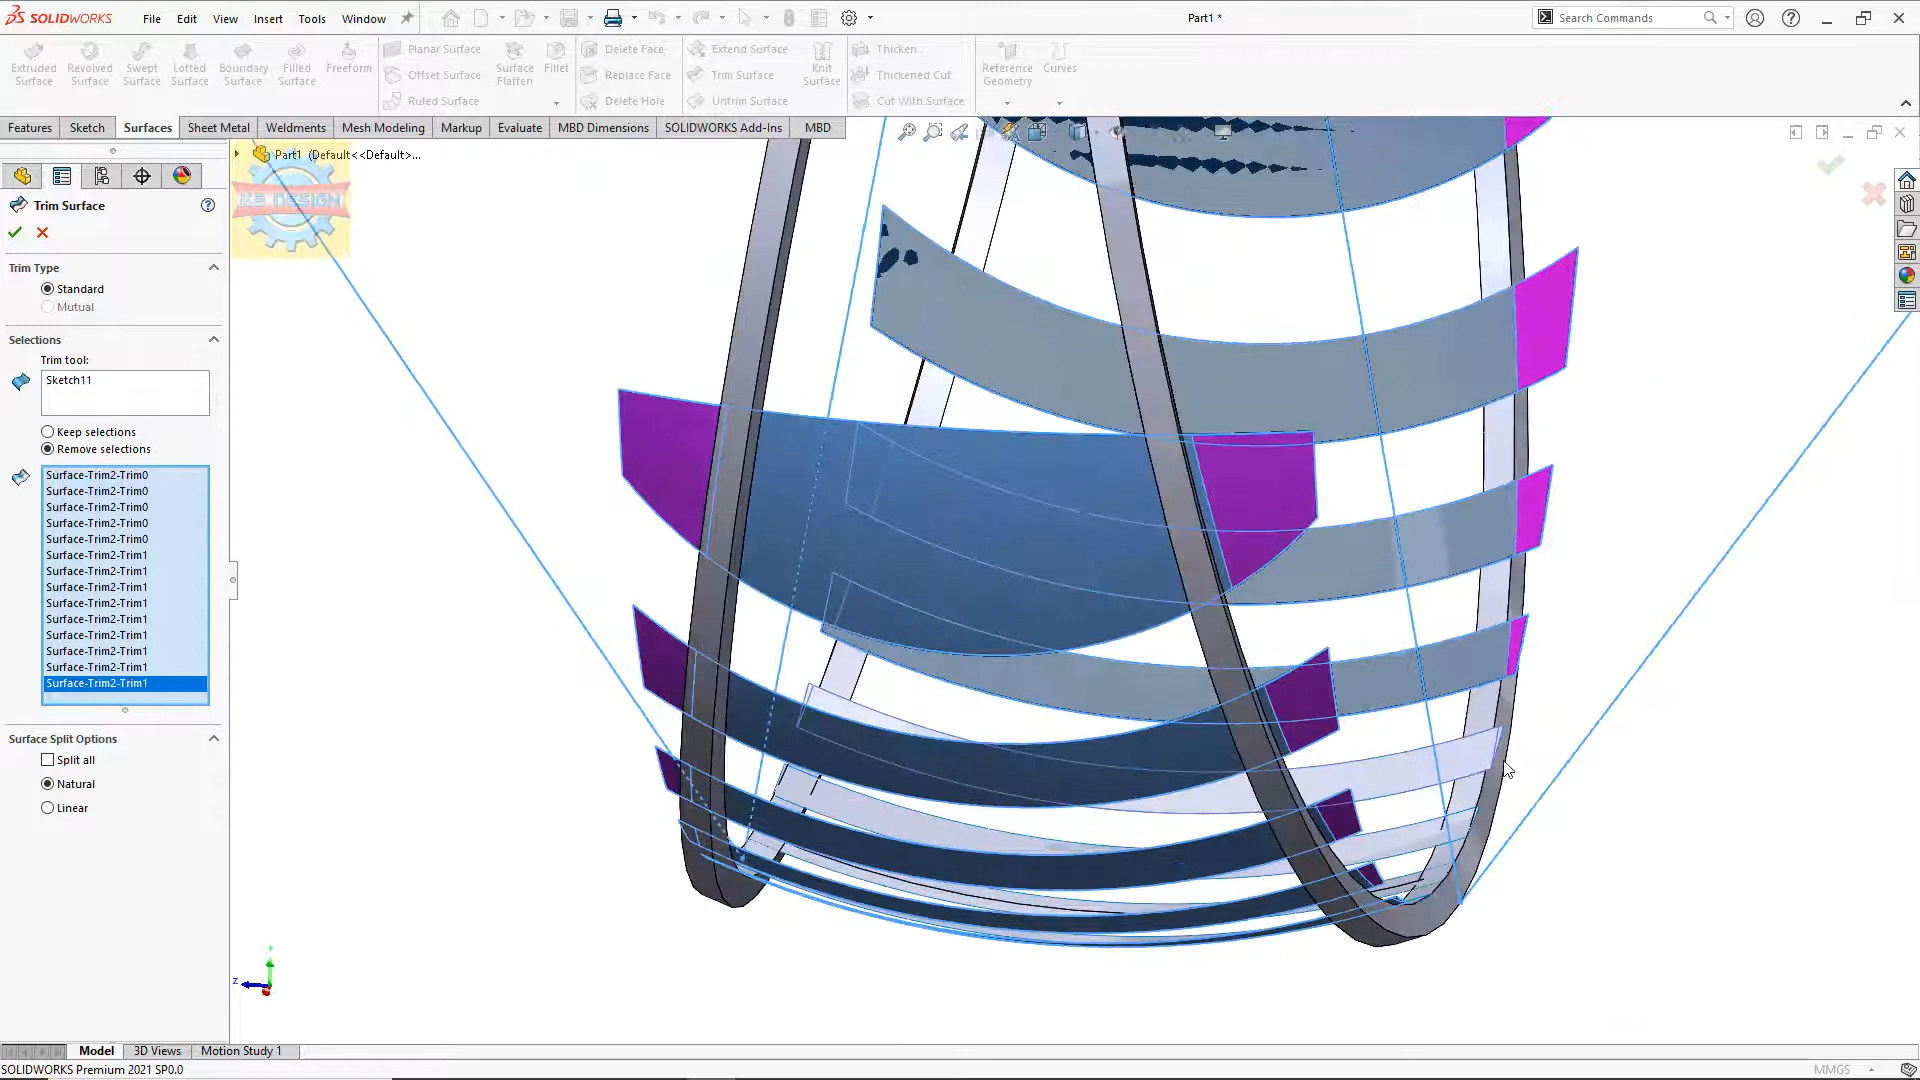 SOLIDWORKS File Edit View Insert Tools Window Part1 * Search Commands
Extruded Surface Revolved Surface Swept Surface Lofted Surface Boundary Surface Filled Surface Freeform
Planar Surface
Offset Surface
Ruled Surface
Surface Flatten
Fillet
Delete Face
Replace Face
Delete Hole
Extend Surface
Trim Surface
Untrim Surface
Knit Surface
Thicken
Thickened Cut
Cut With Surface
Reference Geometry
Curves
Features Sketch Surfaces Sheet Metal Weldments Mesh Modeling Markup Evaluate MBD Dimensions SOLIDWORKS Add-Ins MBD
Part1 (Default<<Default>...
KB DESIGN
Trim Surface
Trim Type
Standard
Mutual
Selections
Trim tool:
Sketch11
Keep selections
Remove selections
Surface-Trim2-Trim0
Surface-Trim2-Trim0
Surface-Trim2-Trim0
Surface-Trim2-Trim0
Surface-Trim2-Trim0
Surface-Trim2-Trim1
Surface-Trim2-Trim1
Surface-Trim2-Trim1
Surface-Trim2-Trim1
Surface-Trim2-Trim1
Surface-Trim2-Trim1
Surface-Trim2-Trim1
Surface-Trim2-Trim1
Surface-Trim2-Trim1
Surface Split Options
Split all
Natural
Linear
z
Model 3D Views Motion Study 1
SOLIDWORKS Premium 2021 SP0.0
MMGS